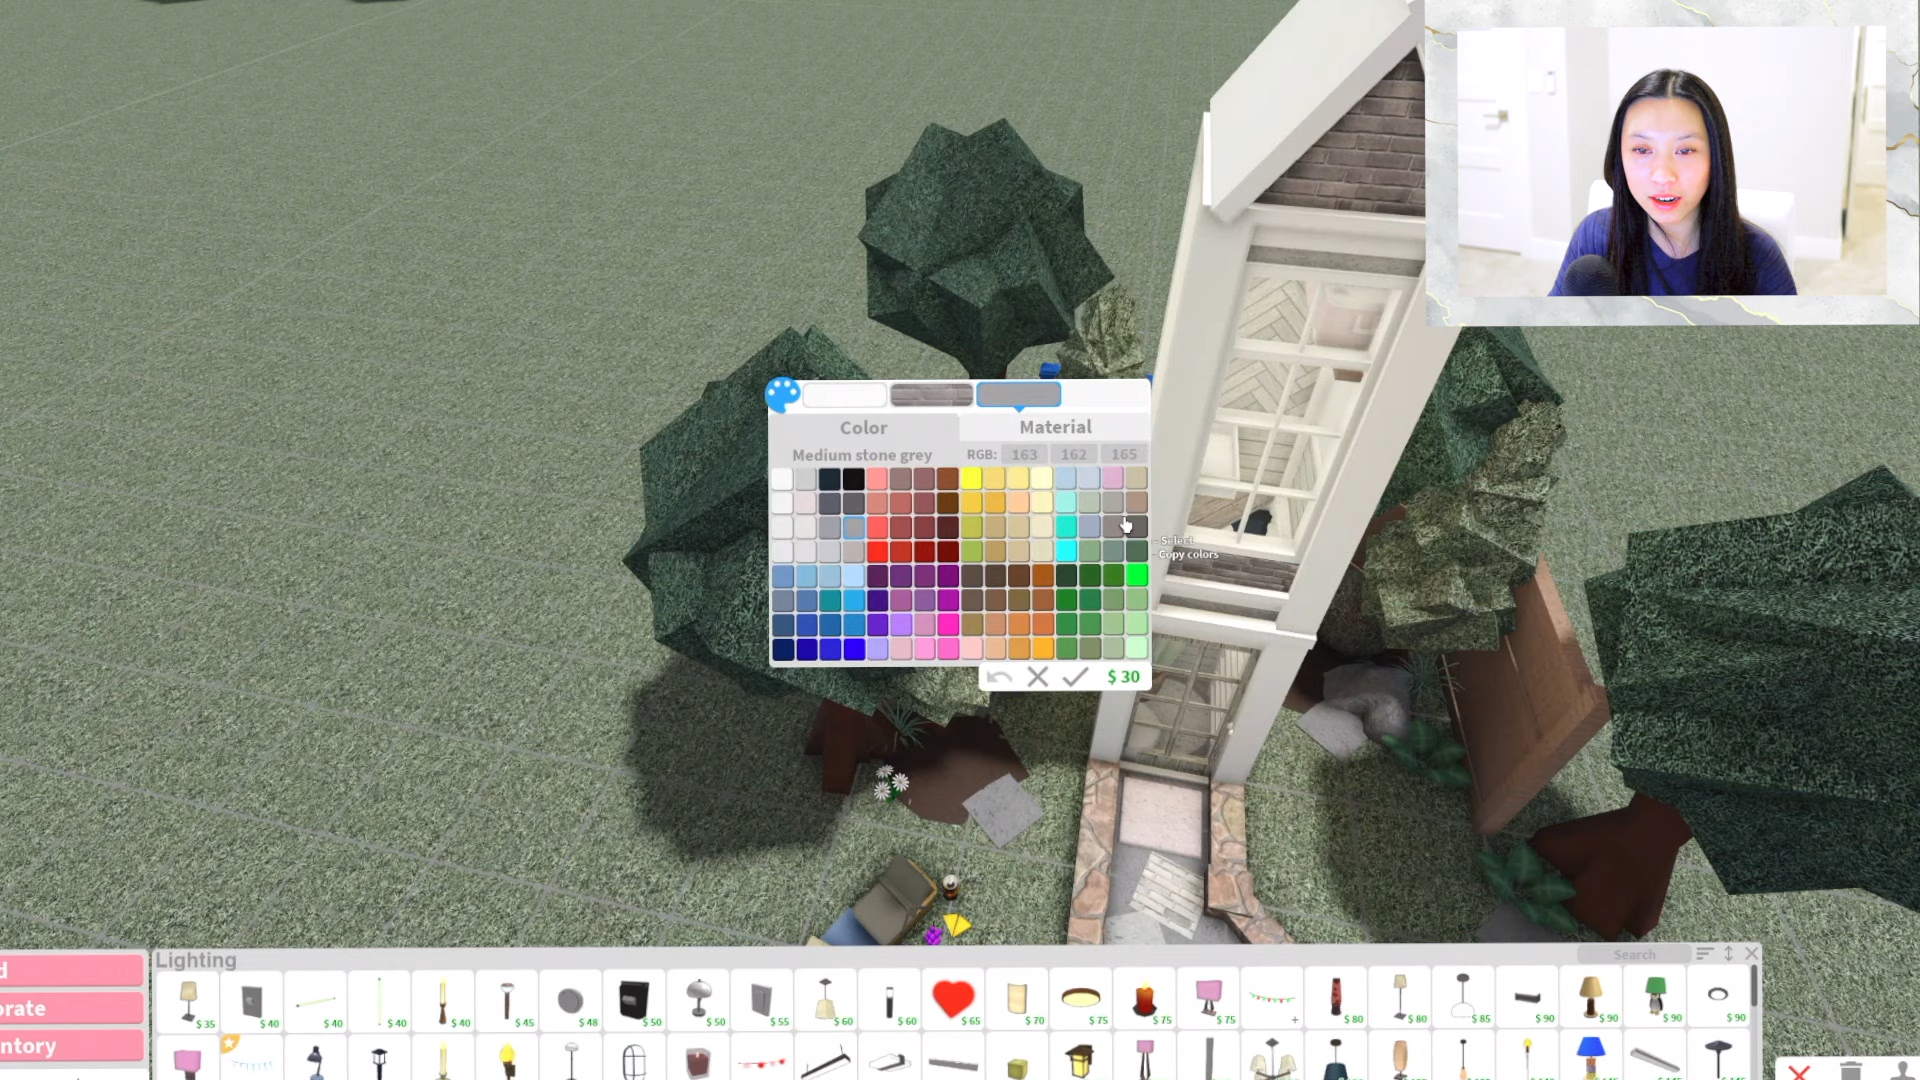 Color
Material
Medium stone grey
RGB: 163 162 165
Select
Copy colors
$ 30
Lighting
Search
d
orate
ntory
$ 35
$ 40
$ 40
$ 40
$ 40
$ 45
$ 48
$ 50
$ 50
$ 55
$ 60
$ 60
$ 65
$ 70
$ 75
$ 75
$ 75
+
$ 80
$ 80
$ 85
$ 90
$ 90
$ 90
$ 90